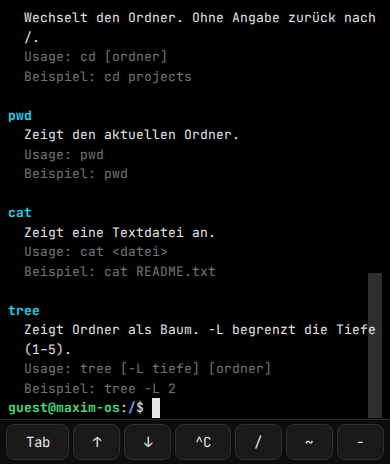 Wechselt den Ordner. Ohne Angabe zurück nach
/.
Usage: cd [ordner]
Beispiel: cd projects
pwd
Zeigt den aktuellen Ordner.
Usage: pwd
Beispiel: pwd
cat
Zeigt eine Textdatei an.
Usage: cat <datei>
Beispiel: cat README.txt
tree
Zeigt Ordner als Baum. -L begrenzt die Tiefe
(1–5).
Usage: tree [-L tiefe] [ordner]
Beispiel: tree -L 2
guest@maxim-os:/$
Tab ↑ ↓ ^C / ~ -